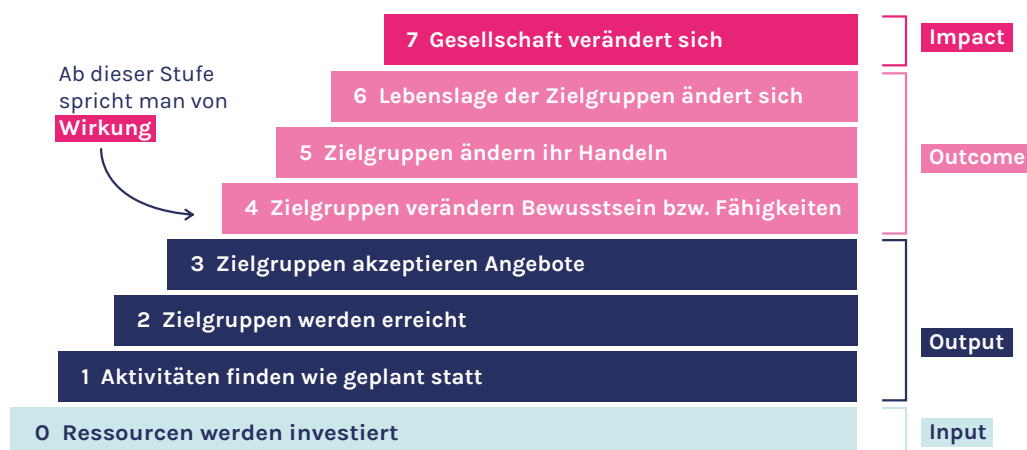 7 Gesellschaft verändert sich
Impact
Ab dieser Stufe
spricht man von
Wirkung
6 Lebenslage der Zielgruppen ändert sich
5 Zielgruppen ändern ihr Handeln
Outcome
4 Zielgruppen verändern Bewusstsein bzw. Fähigkeiten
3 Zielgruppen akzeptieren Angebote
2 Zielgruppen werden erreicht
Output
1 Aktivitäten finden wie geplant statt
0 Ressourcen werden investiert
Input